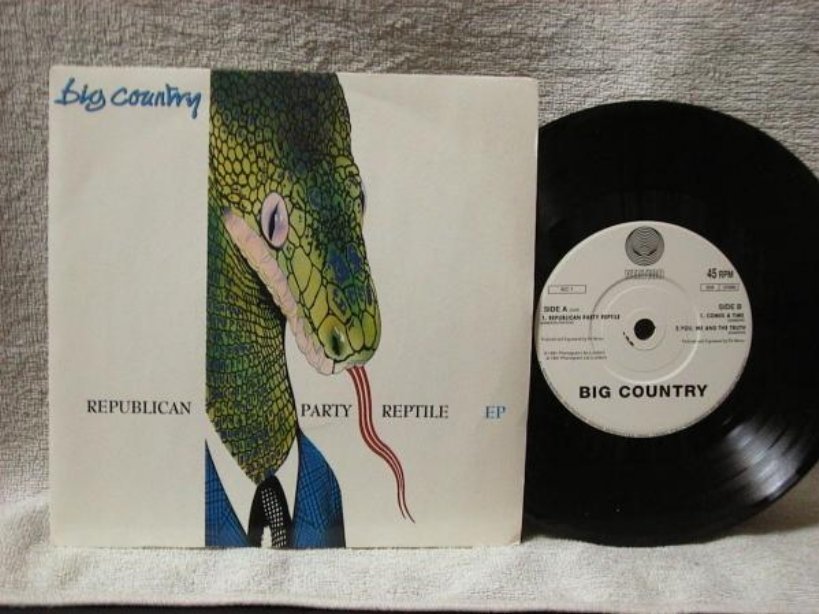 big country
REPUBLICAN PARTY REPTILE EP
45 RPM
SIDE A
1. REPUBLICAN PARTY REPTILE
SIDE B
1. COMES A TIME
2. YOU, ME AND THE TRUTH
BIG COUNTRY